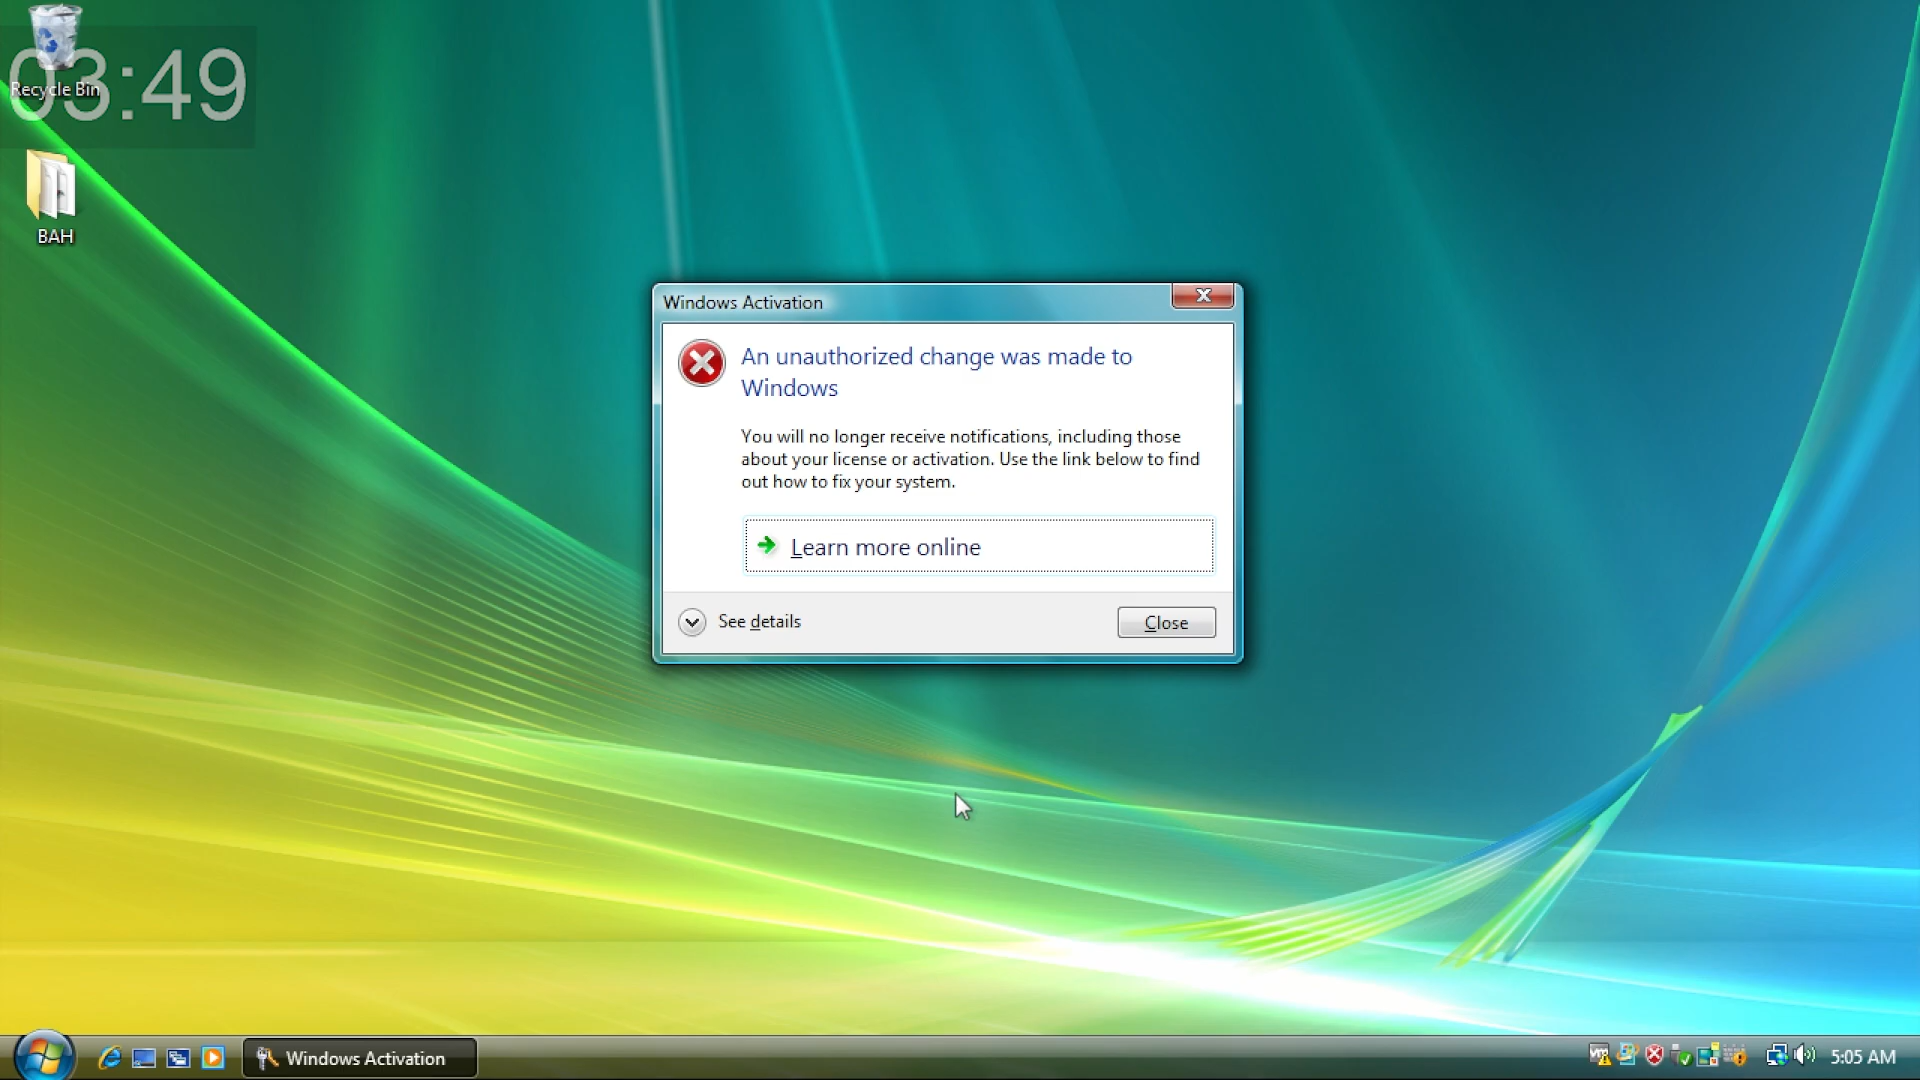 03:49
Recycle Bin
BAH
Windows Activation
An unauthorized change was made to
Windows
You will no longer receive notifications, including those
about your license or activation. Use the link below to find
out how to fix your system.
Learn more online
See details
Close
Windows Activation
5:05 AM